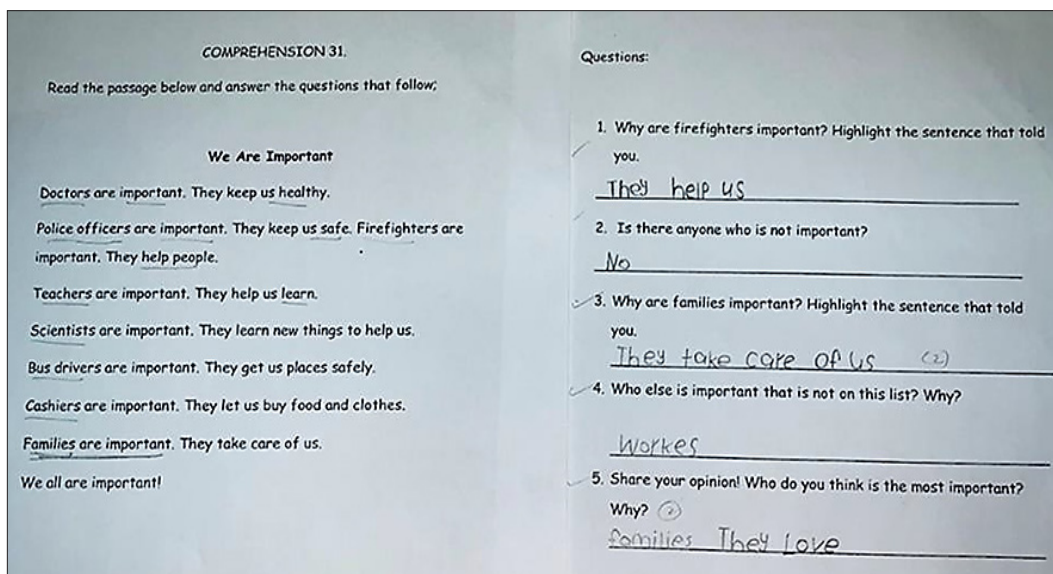 COMPREHENSION 31.
Read the passage below and answer the questions that follow;
We Are Important
Doctors are important. They keep us healthy.
Police officers are important. They keep us safe. Firefighters are
important. They help people.
Teachers are important. They help us learn.
Scientists are important. They learn new things to help us.
Bus drivers are important. They get us places safely.
Cashiers are important. They let us buy food and clothes.
Families are important. They take care of us.
We all are important!
Questions:
1. Why are firefighters important? Highlight the sentence that told
you.
They help us
2. Is there anyone who is not important?
No
3. Why are families important? Highlight the sentence that told
you.
They take care of us (2)
4. Who else is important that is not on this list? Why?
Workes
5. Share your opinion! Who do you think is the most important?
Why? (2)
families They Love